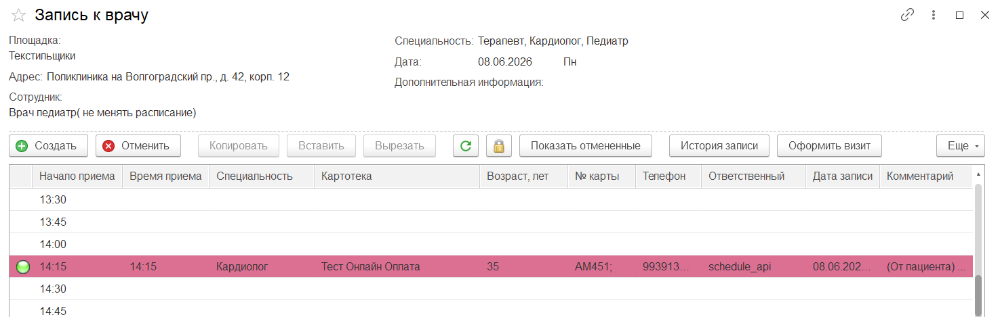 Запись к врачу
Площадка:
Текстильщики
Адрес: Поликлиника на Волгоградский пр., д. 42, корп. 12
Сотрудник:
Врач педиатр( не менять расписание)
Специальность: Терапевт, Кардиолог, Педиатр
Дата: 08.06.2026 Пн
Дополнительная информация:
Создать Отменить Копировать Вставить Вырезать Показать отмененные История записи Оформить визит Еще
Начало приема Время приема Специальность Картотека Возраст, лет № карты Телефон Ответственный Дата записи Комментарий
13:30
13:45
14:00
14:15 14:15 Кардиолог Тест Онлайн Оплата 35 АМ451; 993913... schedule_api 08.06.202... (От пациента) ...
14:30
14:45